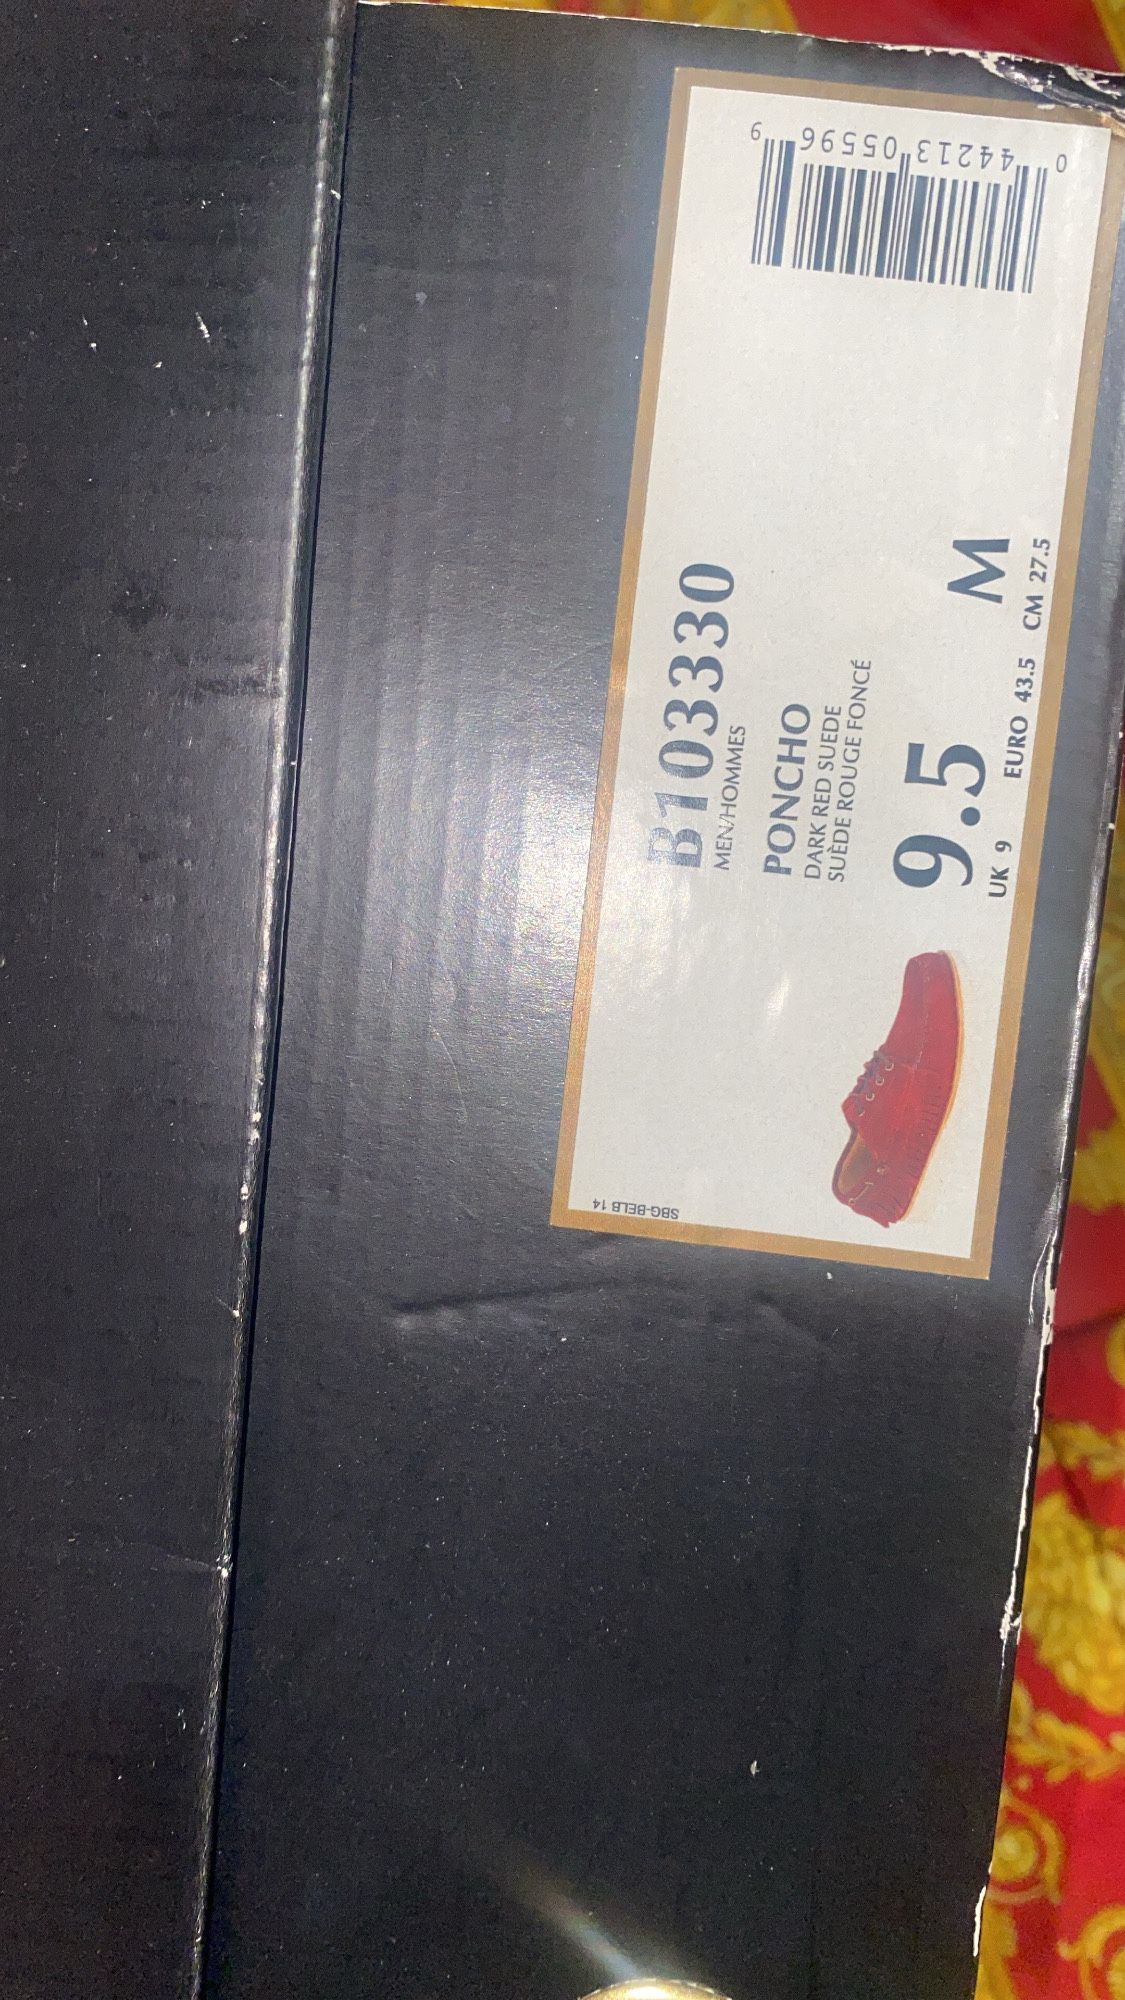 B103330
MEN/HOMMES
PONCHO
DARK RED SUEDE
SUÈDE ROUGE FONCÉ
9.5 M
UK 9 EURO 43.5 CM 27.5
0 44213 05596 9
SBG-BELB 14